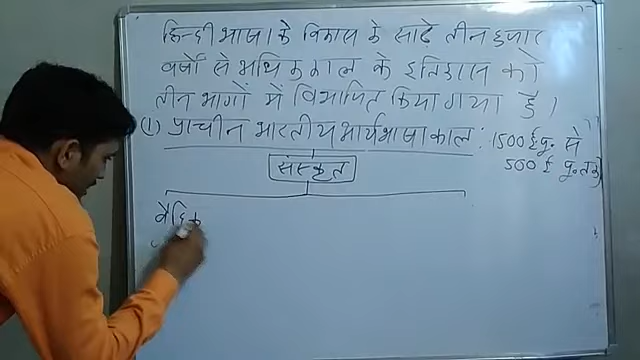 हिन्दी भाषा के विकास के साढे तीन हजार
वर्षों से अधिक काल के इतिहास को
तीन भागों में विभाजित किया गया है।
(1) प्राचीन भारतीय आर्यभाषा काल : 1500 ई.पू. से
500 ई पू. तक)
संस्कृत
वैदिक